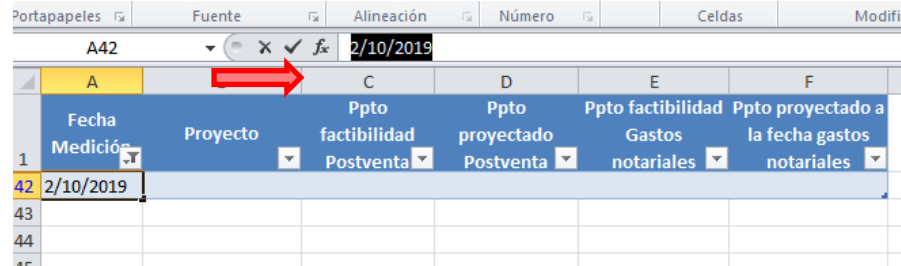 Portapapeles Fuente Alineación Número Celdas
A42 fx 2/10/2019
A C D E F
1 Fecha Medición Proyecto Ppto factibilidad Postventa Ppto proyectado Postventa Ppto factibilidad Gastos notariales Ppto proyectado a la fecha gastos notariales
42 2/10/2019
43
44